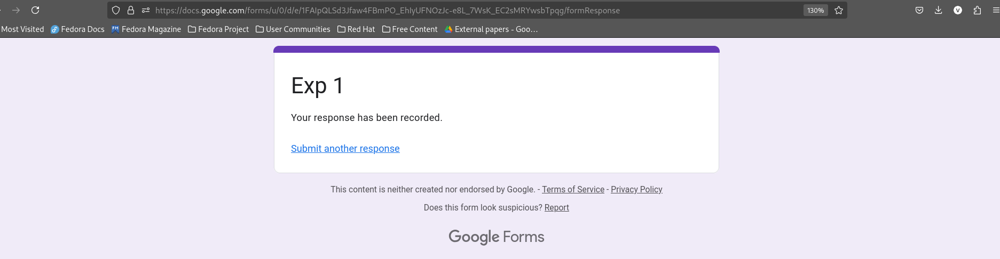 https://docs.google.com/forms/u/0/d/e/1FAIpQLSd3Jfaw4FBmPO_EhlyUFNOzJc-e8L_7WsK_EC2sMRYwsbTpqg/formResponse 130%
Most Visited Fedora Docs Fedora Magazine Fedora Project User Communities Red Hat Free Content External papers - Goo...
Exp 1
Your response has been recorded.
Submit another response
This content is neither created nor endorsed by Google. - Terms of Service - Privacy Policy
Does this form look suspicious? Report
Google Forms